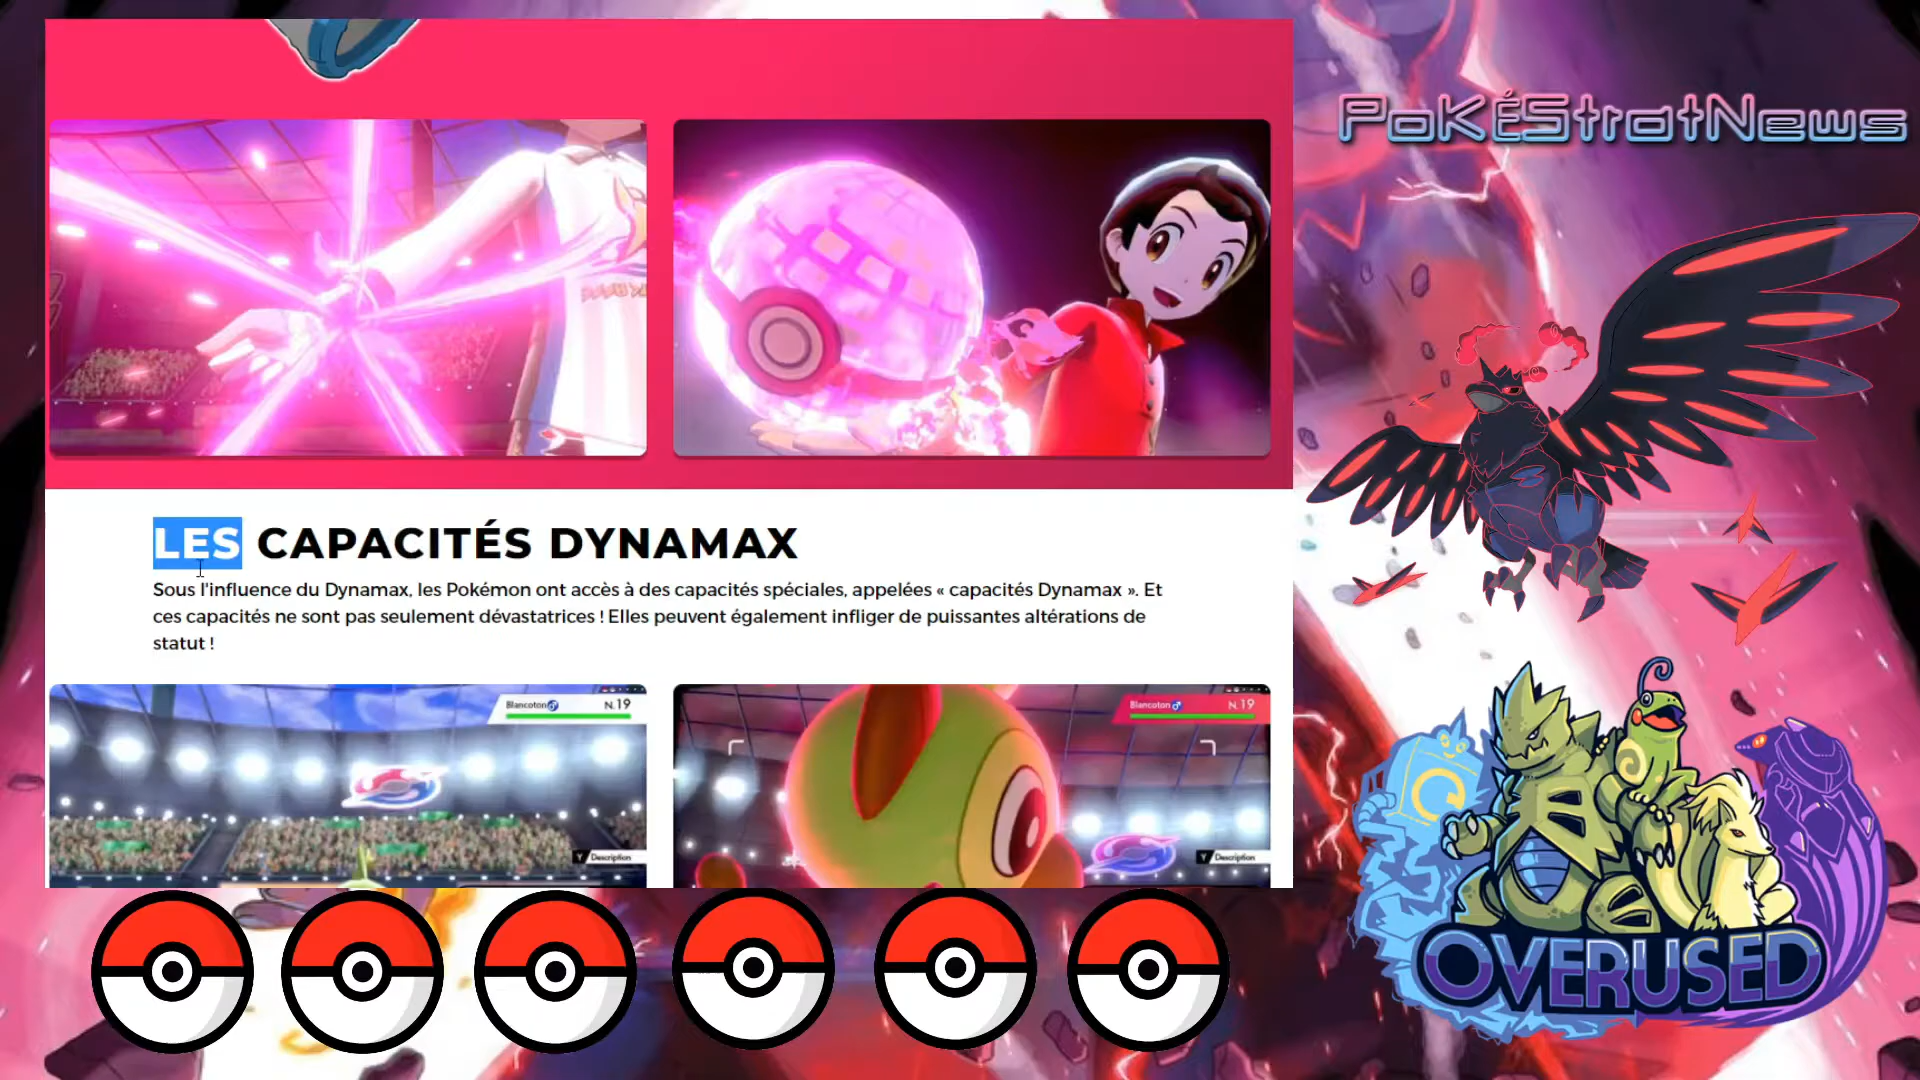 PoKÉStratNews
LES CAPACITÉS DYNAMAX
Sous l'influence du Dynamax, les Pokémon ont accès à des capacités spéciales, appelées « capacités Dynamax ». Et
ces capacités ne sont pas seulement dévastatrices ! Elles peuvent également infliger de puissantes altérations de
statut !
Blancoton♂ N.19
Y Description
Blancoton♂ N.19
Y Description
OVERUSED